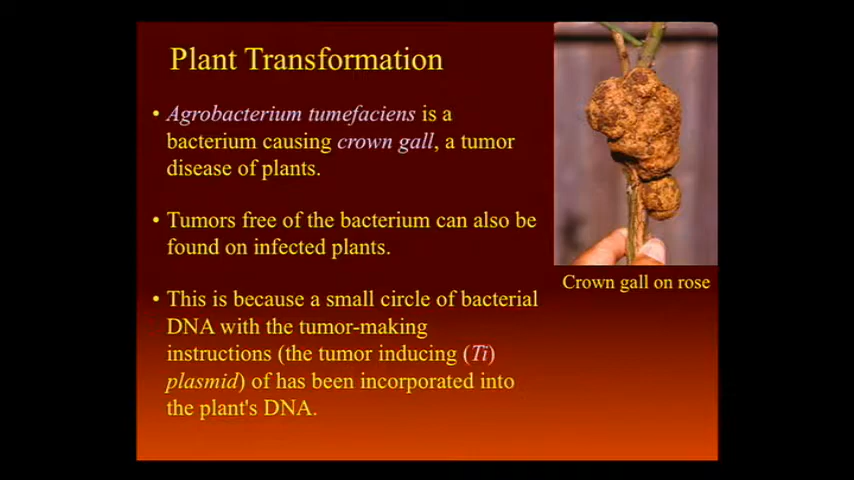 Plant Transformation
• Agrobacterium tumefaciens is a
bacterium causing crown gall, a tumor
disease of plants.
• Tumors free of the bacterium can also be
found on infected plants.
• This is because a small circle of bacterial
DNA with the tumor-making
instructions (the tumor inducing (Ti)
plasmid) of has been incorporated into
the plant's DNA.
Crown gall on rose